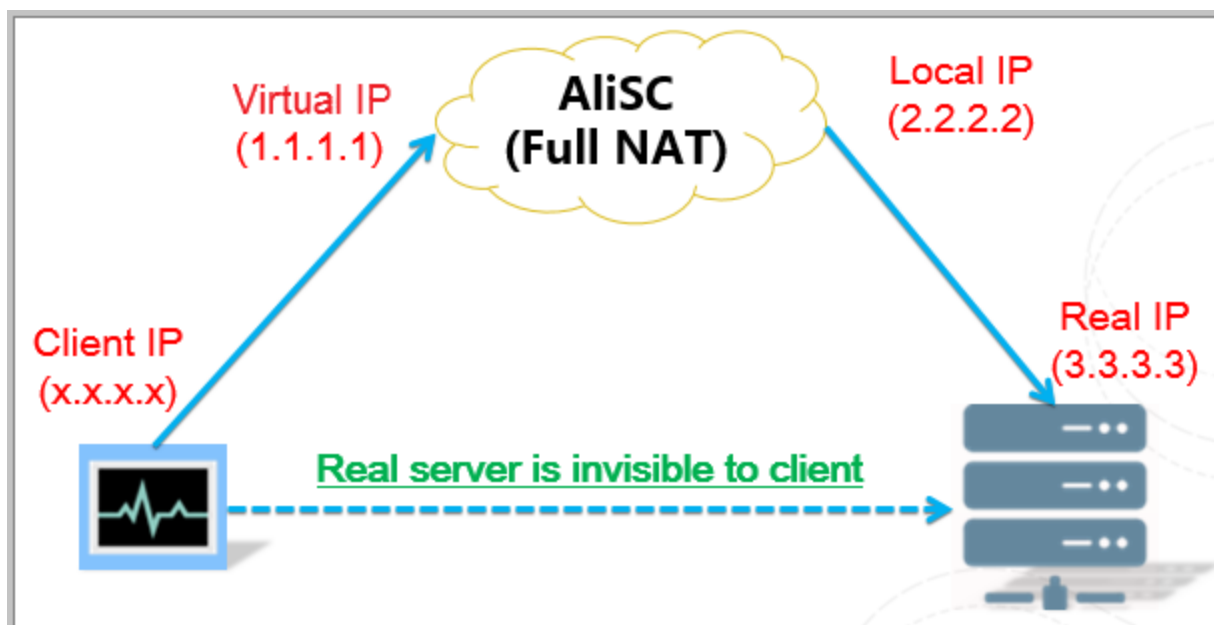 Virtual IP
(1.1.1.1)
AliSC
(Full NAT)
Local IP
(2.2.2.2)
Client IP
(x.x.x.x)
Real IP
(3.3.3.3)
Real server is invisible to client